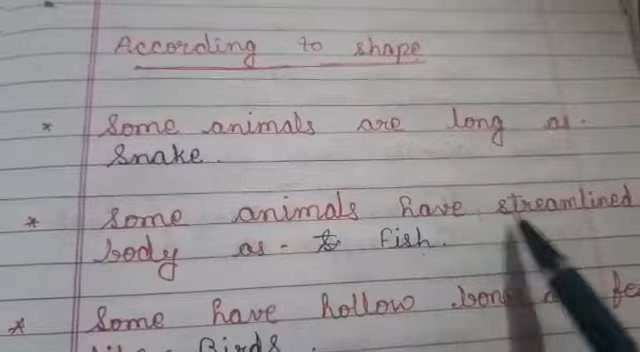 According to shape
* Some animals are long as.
Snake.
* Some animals have streamlined
body as - Fish.
* Some have hollow
Birds.